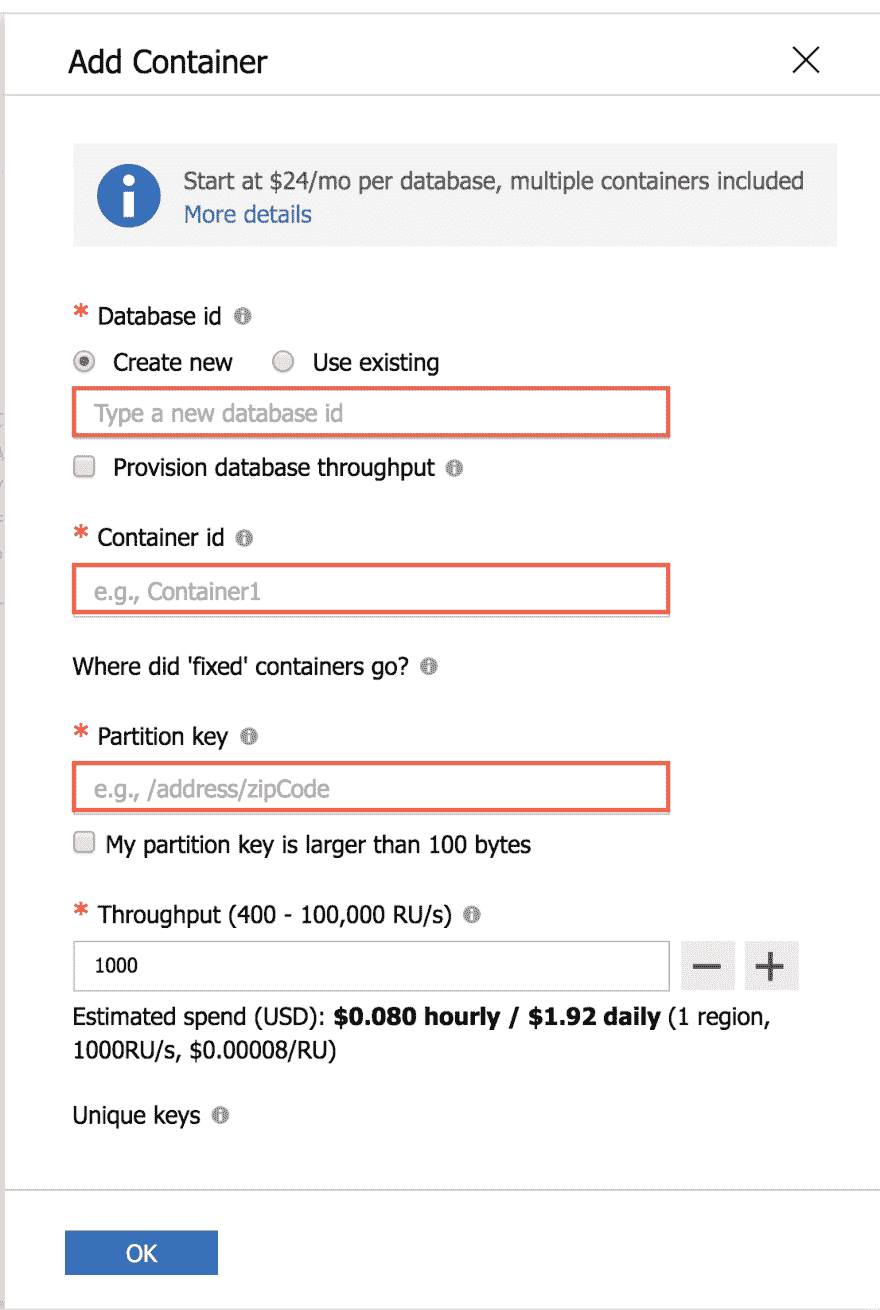 Add Container
Start at $24/mo per database, multiple containers included
More details
* Database id
Create new Use existing
Type a new database id
Provision database throughput
* Container id
e.g., Container1
Where did 'fixed' containers go?
* Partition key
e.g., /address/zipCode
My partition key is larger than 100 bytes
* Throughput (400 - 100,000 RU/s)
1000
Estimated spend (USD): $0.080 hourly / $1.92 daily (1 region,
1000RU/s, $0.00008/RU)
Unique keys
OK